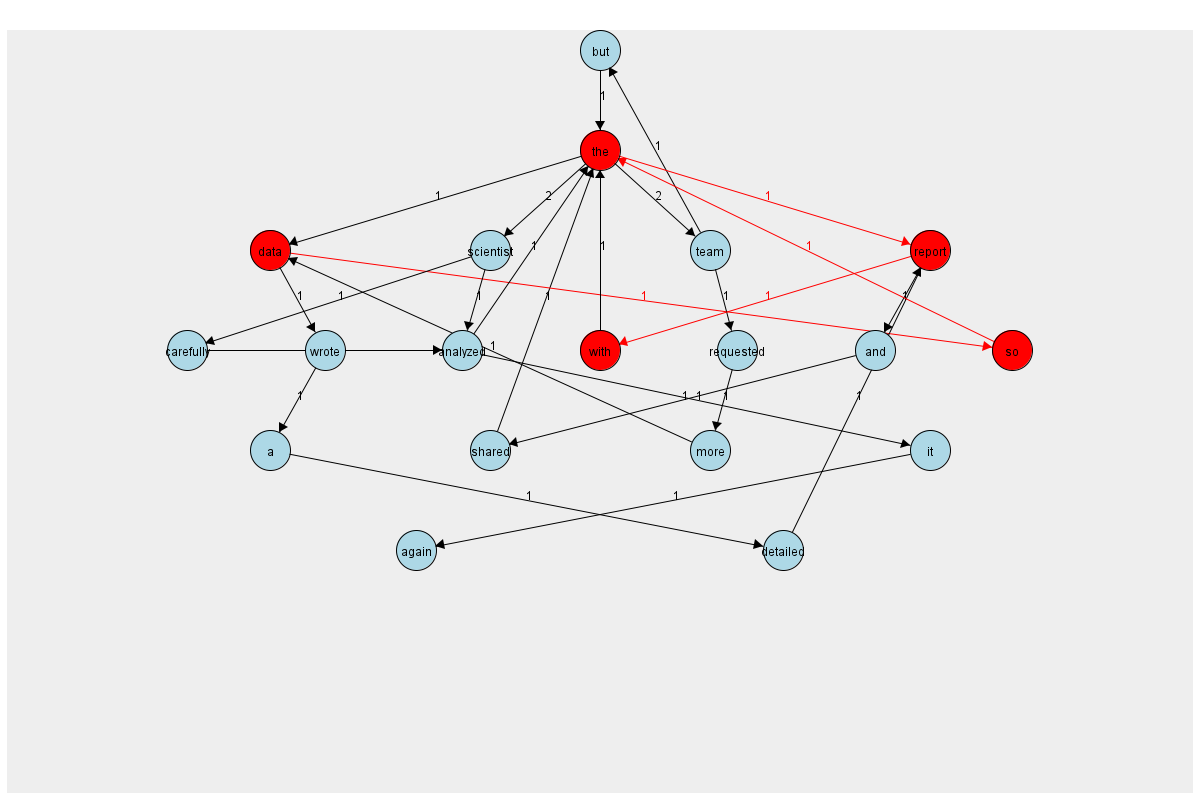 but
1
1
the
1 2 2 1
data scientist team report
1 1
1 1 1 1 1 1 1
carefully wrote analyzed 1 with requested and so
1 1 1 1 1
a shared more it
1 1
again detailed